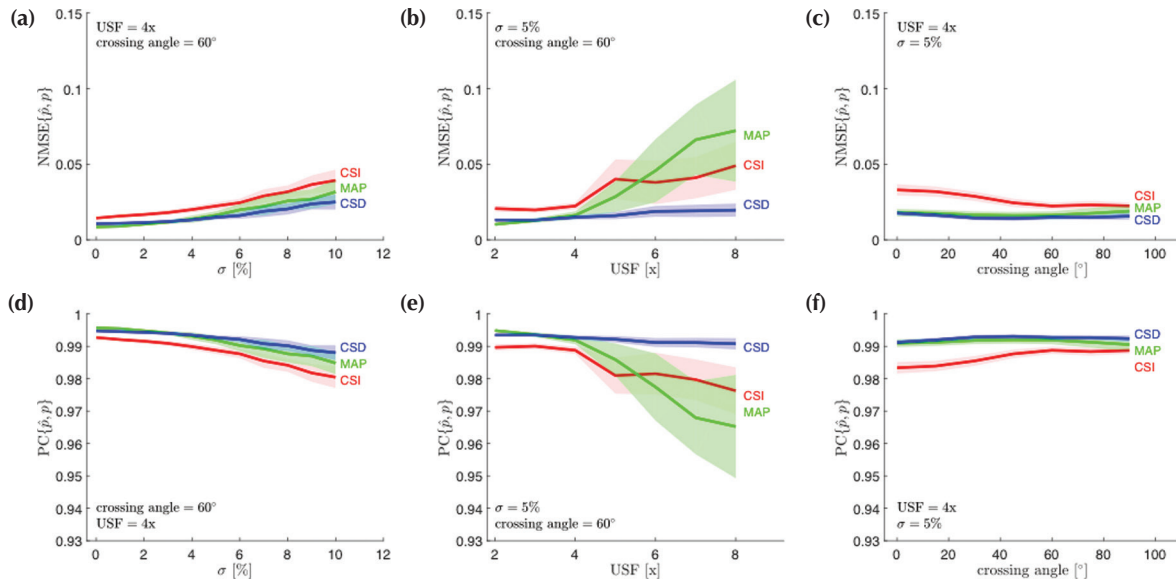 (a)
USF = 4x
crossing angle = 60°
0.15
0.1
0.05
0
NMSE{p̂, p}
CSI
MAP
CSD
0 2 4 6 8 10 12
σ [%]
(b)
σ = 5%
crossing angle = 60°
0.15
0.1
0.05
0
NMSE{p̂, p}
MAP
CSI
CSD
2 4 6 8
USF [x]
(c)
USF = 4x
σ = 5%
0.15
0.1
0.05
0
NMSE{p̂, p}
CSI
MAP
CSD
0 20 40 60 80 100
crossing angle [°]
(d)
1
0.99
0.98
0.97
0.96
0.95
0.94
0.93
PC{p̂, p}
CSD
MAP
CSI
crossing angle = 60°
USF = 4x
0 2 4 6 8 10 12
σ [%]
(e)
1
0.99
0.98
0.97
0.96
0.95
0.94
0.93
PC{p̂, p}
CSD
CSI
MAP
σ = 5%
crossing angle = 60°
2 4 6 8
USF [x]
(f)
1
0.99
0.98
0.97
0.96
0.95
0.94
0.93
PC{p̂, p}
CSD
MAP
CSI
USF = 4x
σ = 5%
0 20 40 60 80 100
crossing angle [°]